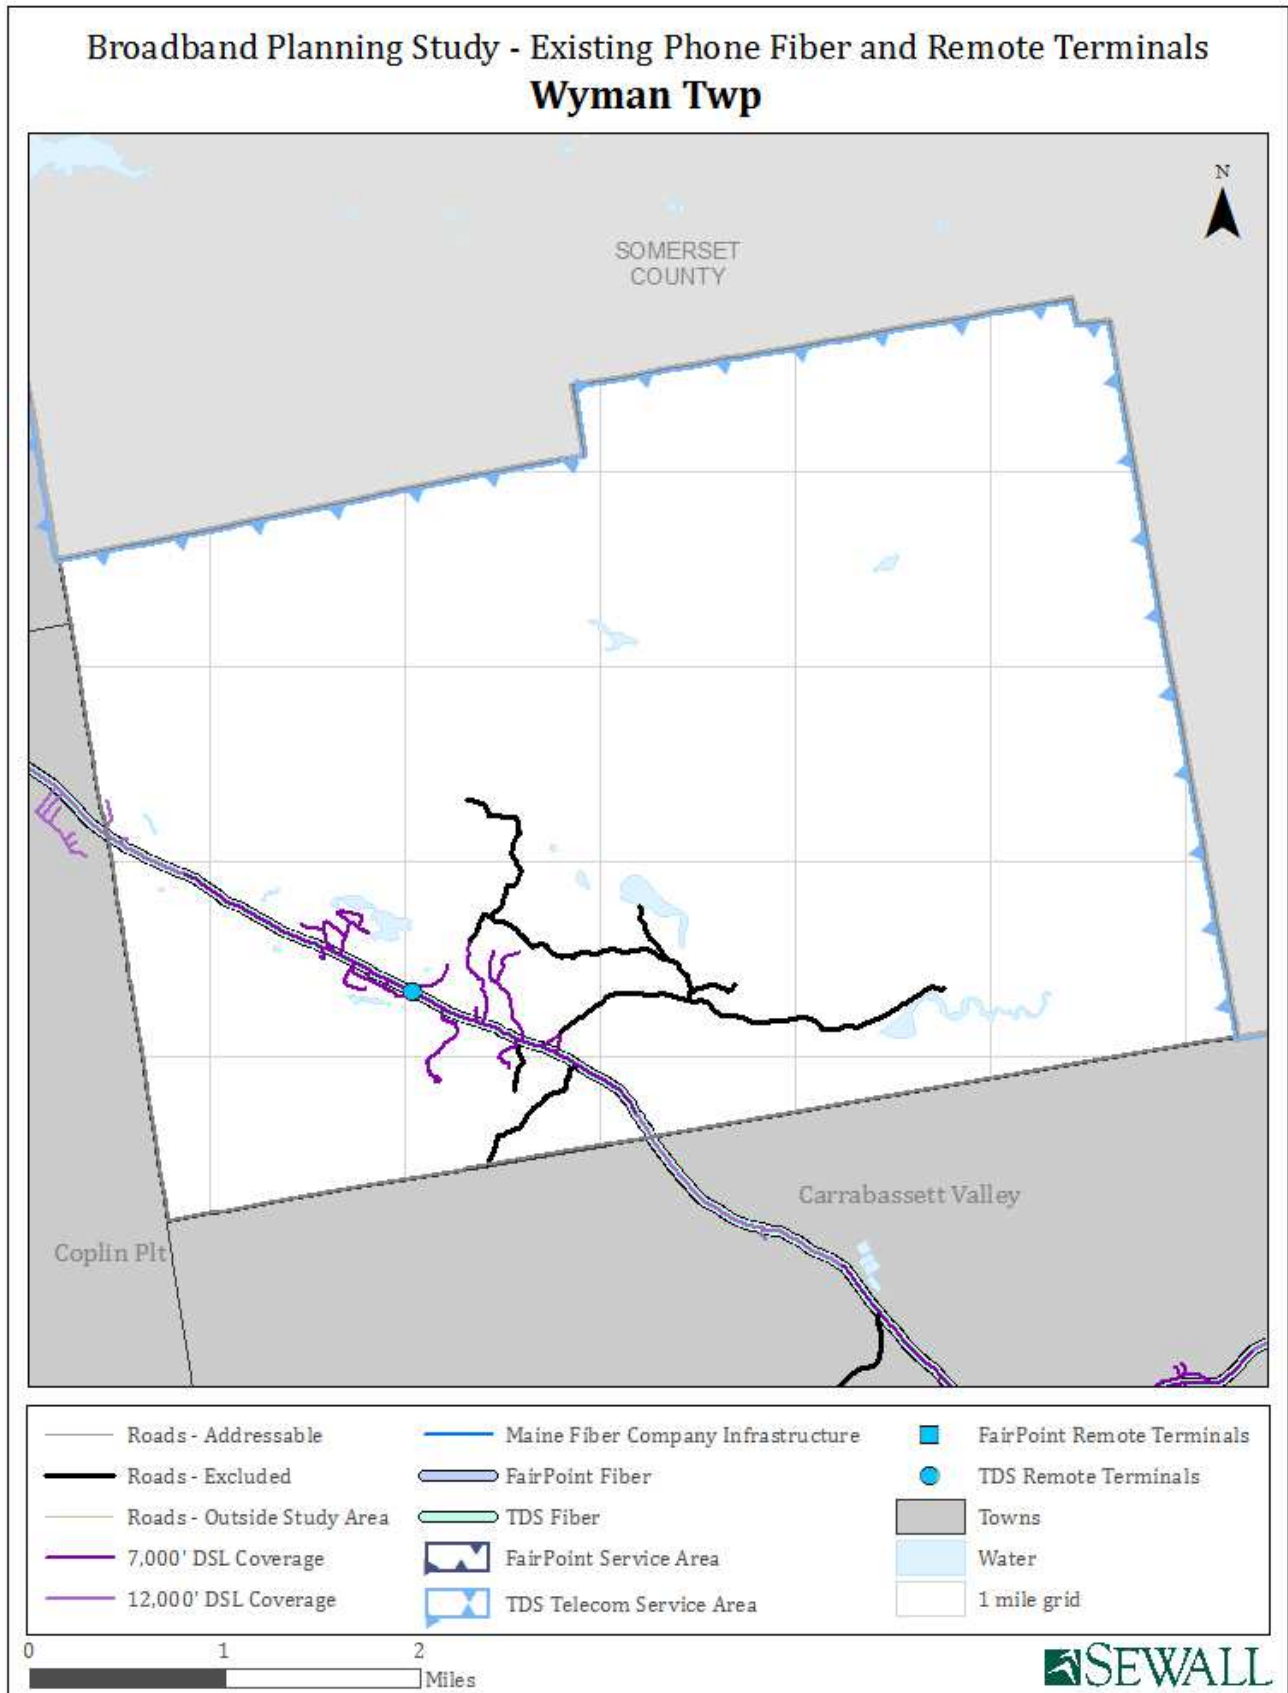 Broadband Planning Study - Existing Phone Fiber and Remote Terminals
Wyman Twp
N
SOMERSET
COUNTY
Carrabassett Valley
Coplin Plt
Roads - Addressable
Roads - Excluded
Roads - Outside Study Area
7,000' DSL Coverage
12,000' DSL Coverage
Maine Fiber Company Infrastructure
FairPoint Fiber
TDS Fiber
FairPoint Service Area
TDS Telecom Service Area
FairPoint Remote Terminals
TDS Remote Terminals
Towns
Water
1 mile grid
0 1 2
Miles
SEWALL